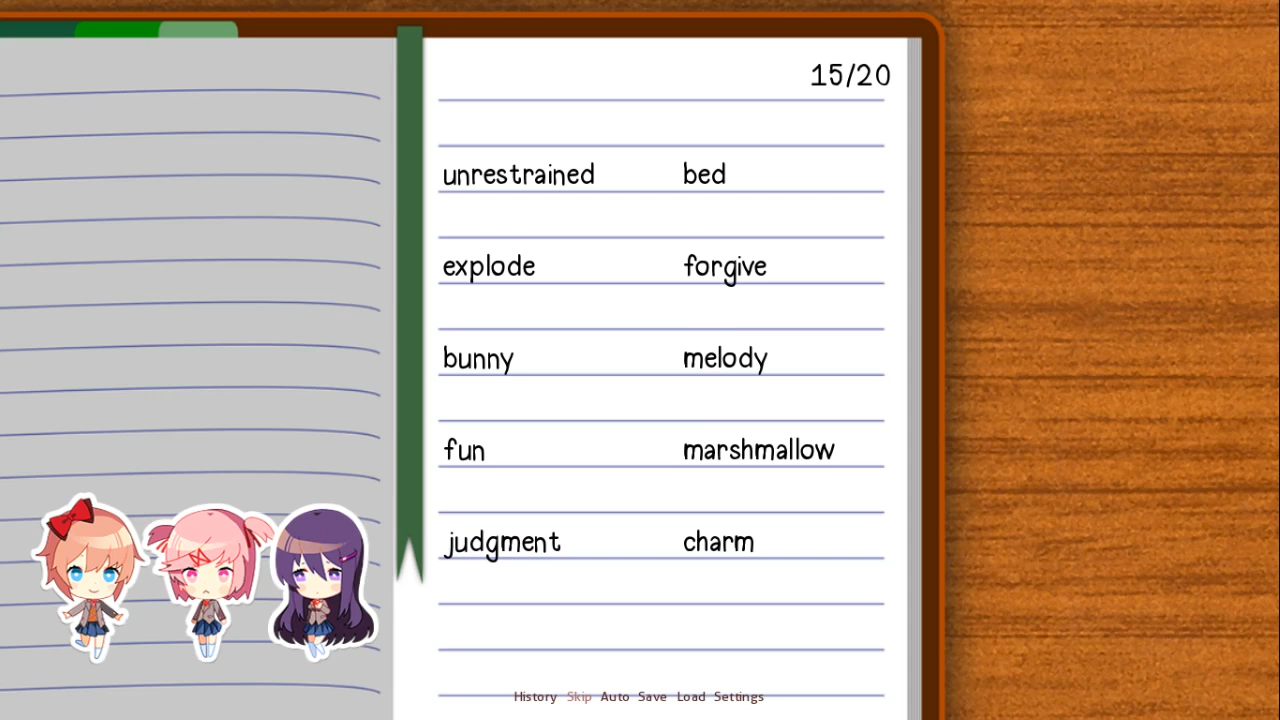 15/20
unrestrained bed
explode forgive
bunny melody
fun marshmallow
judgment charm
History Skip Auto Save Load Settings